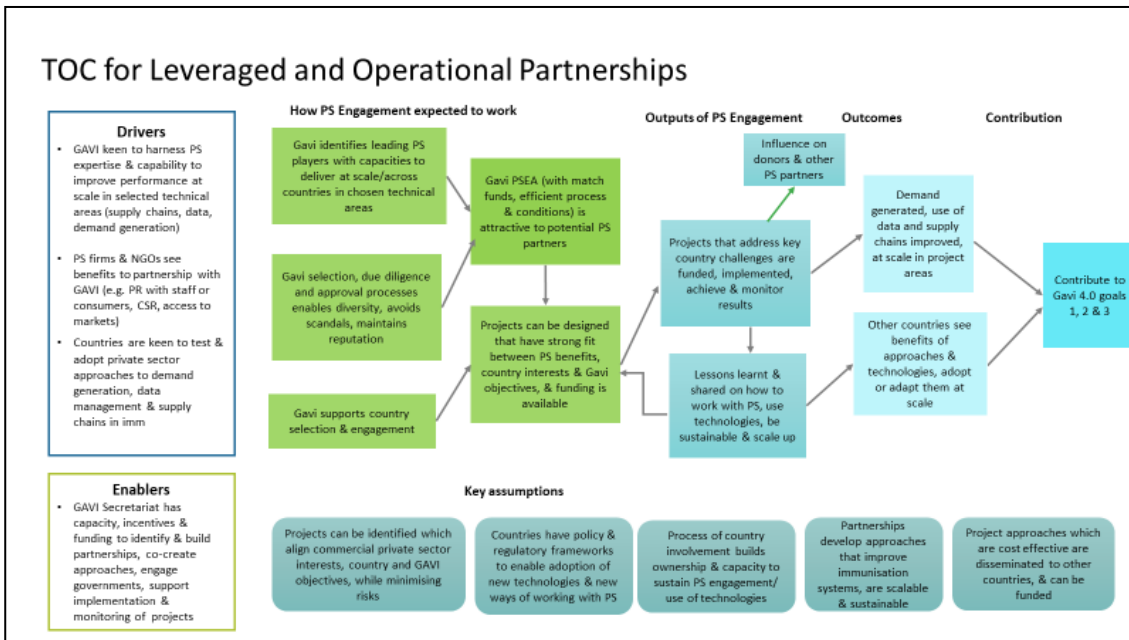 TOC for Leveraged and Operational Partnerships
Drivers
• GAVI keen to harness PS
expertise & capability to
improve performance at
scale in selected technical
areas (supply chains, data,
demand generation)
• PS firms & NGOs see
benefits to partnership with
GAVI (e.g. PR with staff or
consumers, CSR, access to
markets)
• Countries are keen to test &
adopt private sector
approaches to demand
generation, data
management & supply
chains in imm
Enablers
• GAVI Secretariat has
capacity, incentives &
funding to identify & build
partnerships, co-create
approaches, engage
governments, support
implementation &
monitoring of projects
How PS Engagement expected to work
Gavi identifies leading PS
players with capacities to
deliver at scale/across
countries in chosen technical
areas
Gavi selection, due diligence
and approval processes
enables diversity, avoids
scandals, maintains
reputation
Gavi supports country
selection & engagement
Gavi PSEA (with match
funds, efficient process
& conditions) is
attractive to potential PS
partners
Projects can be designed
that have strong fit
between PS benefits,
country interests & Gavi
objectives, & funding is
available
Outputs of PS Engagement
Influence on
donors & other
PS partners
Projects that address key
country challenges are
funded, implemented,
achieve & monitor
results
Lessons learnt &
shared on how to
work with PS, use
technologies, be
sustainable & scale up
Outcomes
Demand
generated, use of
data and supply
chains improved,
at scale in project
areas
Other countries see
benefits of
approaches &
technologies, adopt
or adapt them at
scale
Contribution
Contribute to
Gavi 4.0 goals
1, 2 & 3
Key assumptions
Projects can be identified which
align commercial private sector
interests, country and GAVI
objectives, while minimising
risks
Countries have policy &
regulatory frameworks
to enable adoption of
new technologies & new
ways of working with PS
Process of country
involvement builds
ownership & capacity to
sustain PS engagement/
use of technologies
Partnerships
develop approaches
that improve
immunisation
systems, are scalable
& sustainable
Project approaches which
are cost effective are
disseminated to other
countries, & can be
funded